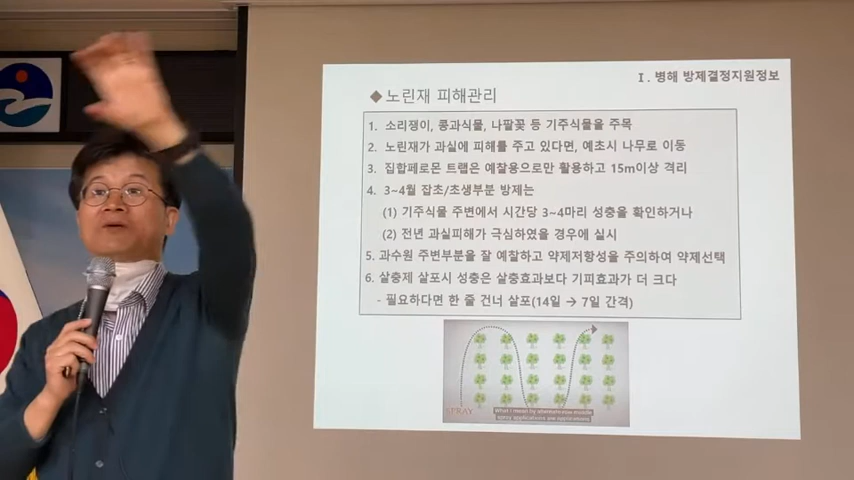 I. 병해 방제결정지원정보
◆노린재 피해관리
1. 소리쟁이, 콩과식물, 나팔꽃 등 기주식물을 주목
2. 노린재가 과실에 피해를 주고 있다면, 예초시 나무로 이동
3. 집합페로몬 트랩은 예찰용으로만 활용하고 15m이상 격리
4. 3~4월 잡초/초생부분 방제는
(1) 기주식물 주변에서 시간당 3~4마리 성충을 확인하거나
(2) 전년 과실피해가 극심하였을 경우에 실시
5. 과수원 주변부분을 잘 예찰하고 약제저항성을 주의하여 약제선택
6. 살충제 살포시 성충은 살충효과보다 기피효과가 더 크다
- 필요하다면 한 줄 건너 살포(14일 → 7일 간격)
SPRAY
What I mean by alternate row middle
spray applications are applications